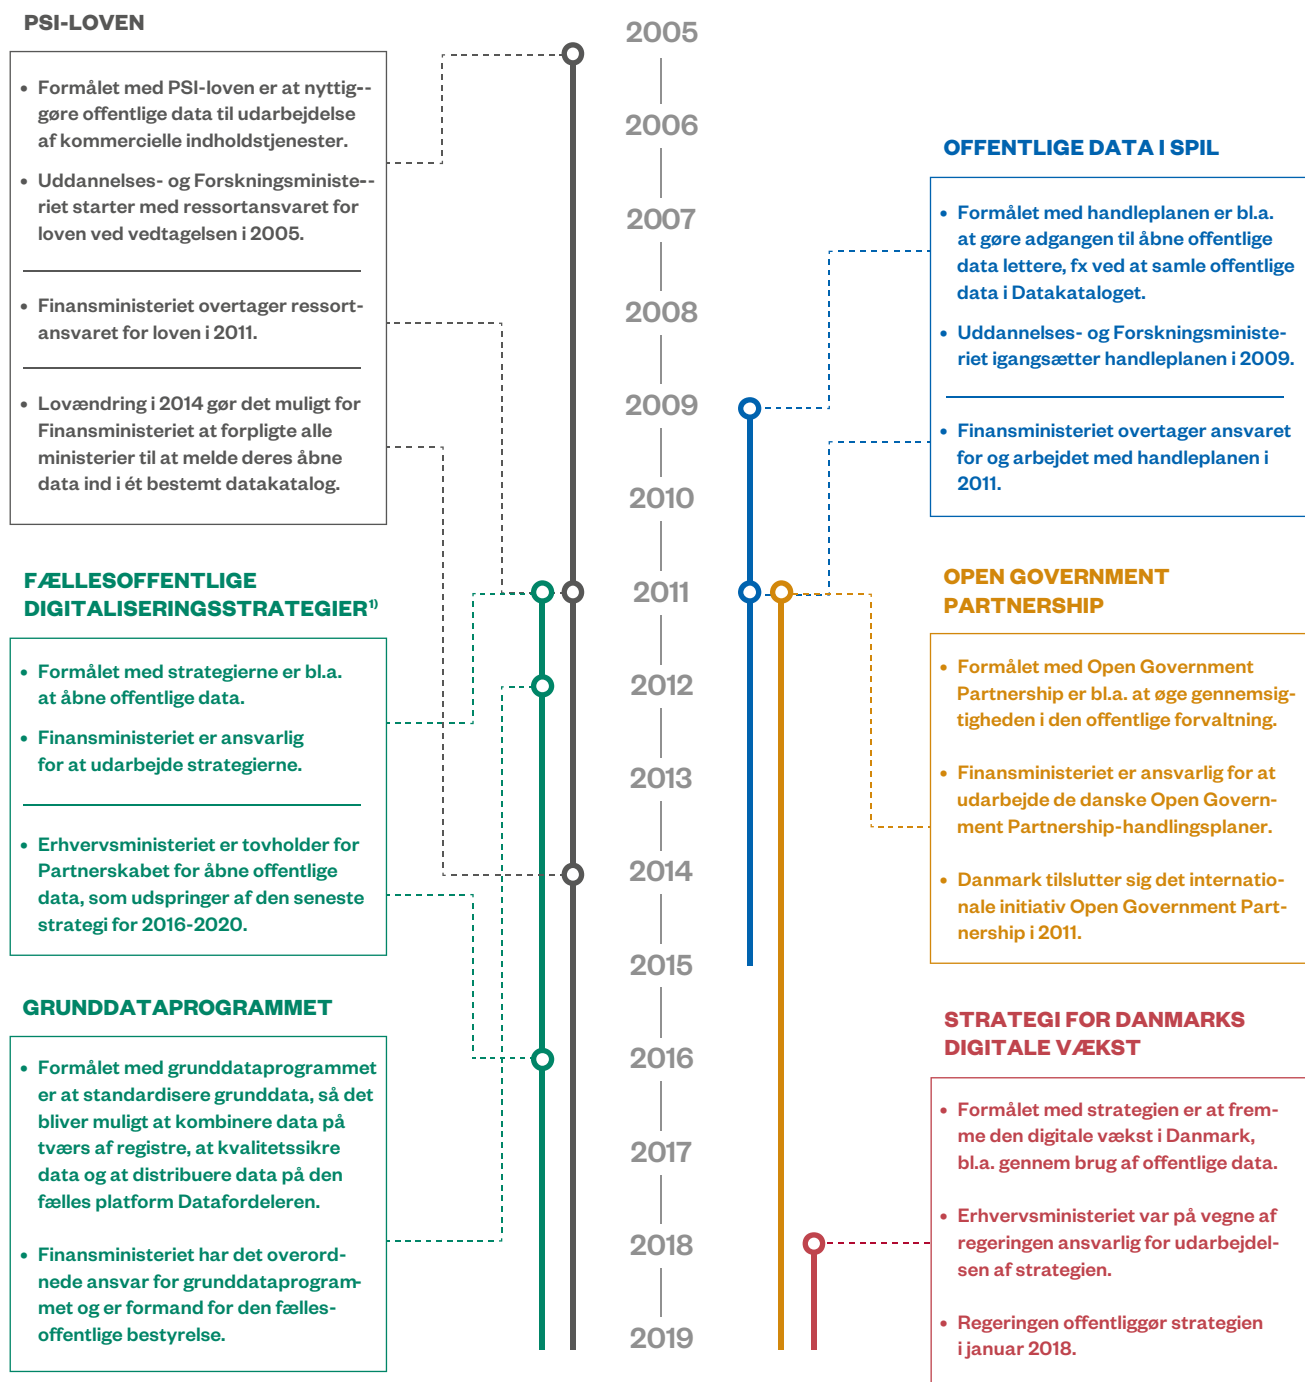 PSI-LOVEN
• Formålet med PSI-loven er at nyttig--
gøre offentlige data til udarbejdelse
af kommercielle indholdstjenester.
• Uddannelses- og Forskningsministe--
riet starter med ressortansvaret for
loven ved vedtagelsen i 2005.
• Finansministeriet overtager ressort-
ansvaret for loven i 2011.
• Lovændring i 2014 gør det muligt for
Finansministeriet at forpligte alle
ministerier til at melde deres åbne
data ind i ét bestemt datakatalog.
FÆLLESOFFENTLIGE
DIGITALISERINGSSTRATEGIER1)
• Formålet med strategierne er bl.a.
at åbne offentlige data.
• Finansministeriet er ansvarlig
for at udarbejde strategierne.
• Erhvervsministeriet er tovholder for
Partnerskabet for åbne offentlige
data, som udspringer af den seneste
strategi for 2016-2020.
GRUNDDATAPROGRAMMET
• Formålet med grunddataprogrammet
er at standardisere grunddata, så det
bliver muligt at kombinere data på
tværs af registre, at kvalitetssikre
data og at distribuere data på den
fælles platform Datafordeleren.
• Finansministeriet har det overord-
nede ansvar for grunddataprogram-
met og er formand for den fælles-
offentlige bestyrelse.
2005
2006
2007
2008
2009
2010
2011
2012
2013
2014
2015
2016
2017
2018
2019
OFFENTLIGE DATA I SPIL
• Formålet med handleplanen er bl.a.
at gøre adgangen til åbne offentlige
data lettere, fx ved at samle offentlige
data i Datakataloget.
• Uddannelses- og Forskningsministe-
riet igangsætter handleplanen i 2009.
• Finansministeriet overtager ansvaret
for og arbejdet med handleplanen i
2011.
OPEN GOVERNMENT
PARTNERSHIP
• Formålet med Open Government
Partnership er bl.a. at øge gennemsig-
tigheden i den offentlige forvaltning.
• Finansministeriet er ansvarlig for at
udarbejde de danske Open Govern-
ment Partnership-handlingsplaner.
• Danmark tilslutter sig det internatio-
nale initiativ Open Government Part-
nership i 2011.
STRATEGI FOR DANMARKS
DIGITALE VÆKST
• Formålet med strategien er at frem-
me den digitale vækst i Danmark,
bl.a. gennem brug af offentlige data.
• Erhvervsministeriet var på vegne af
regeringen ansvarlig for udarbejdel-
sen af strategien.
• Regeringen offentliggør strategien
i januar 2018.